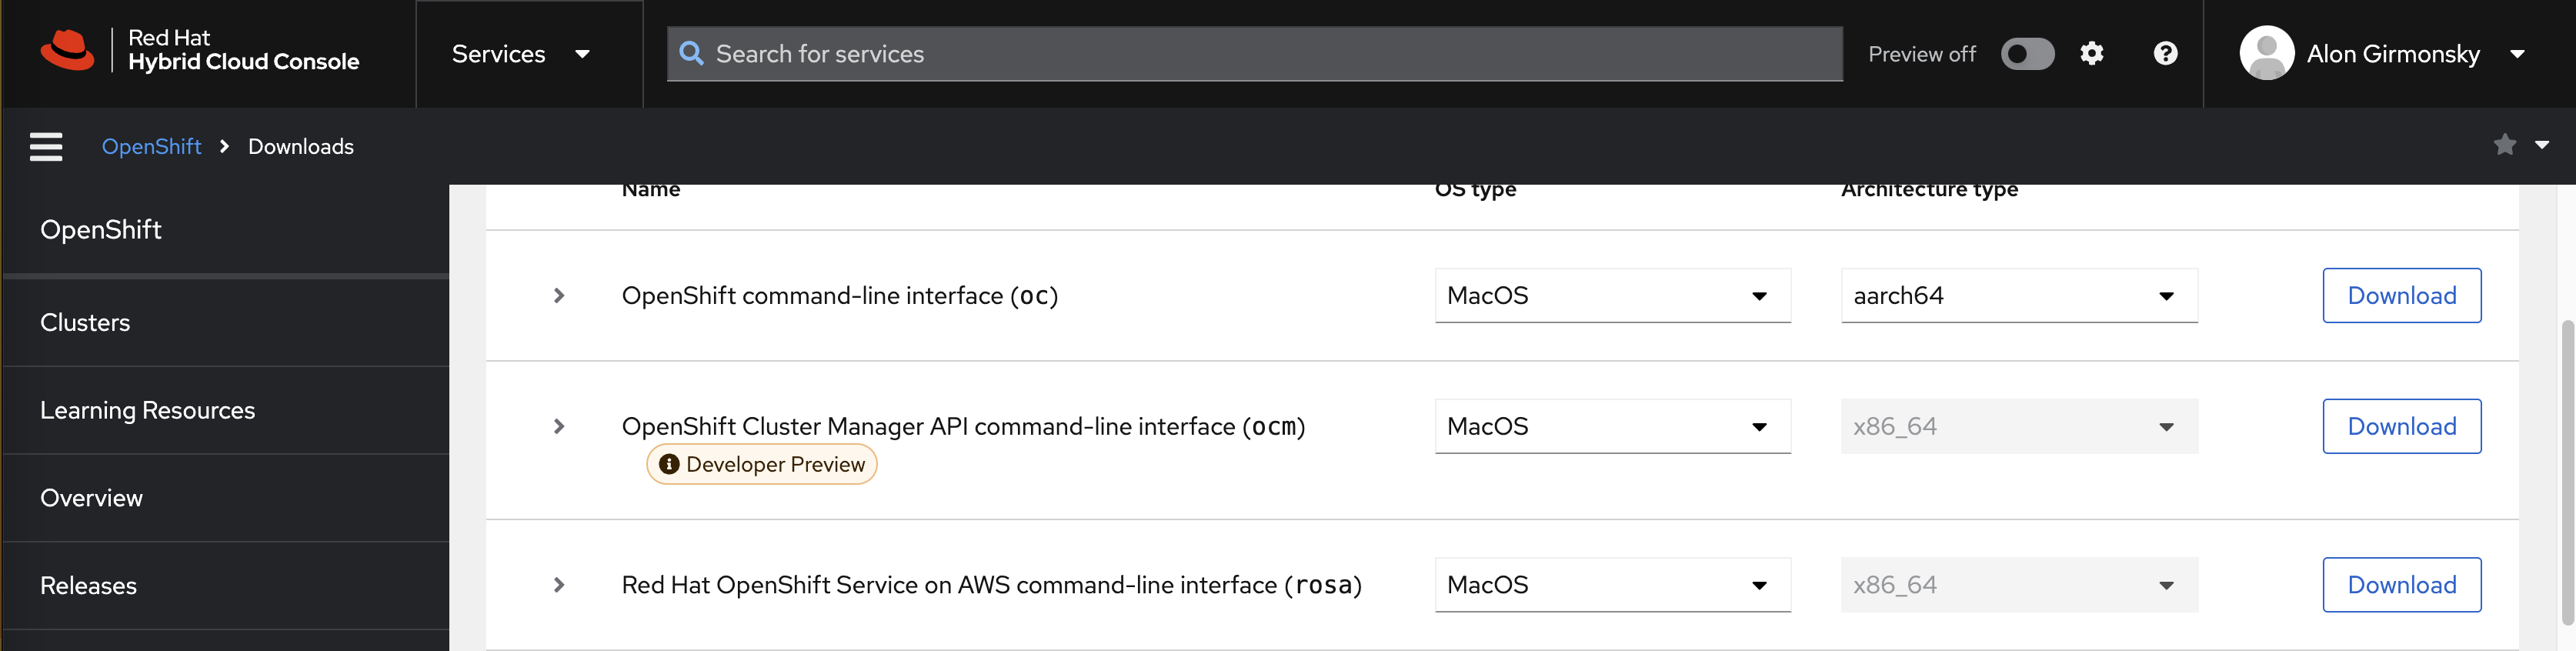 Red Hat
Hybrid Cloud Console
Services
Search for services
Preview off
Alon Girmonsky
OpenShift
Downloads
OpenShift
Clusters
Learning Resources
Overview
Releases
Name OS type Architecture type
OpenShift command-line interface (oc) MacOS aarch64 Download
OpenShift Cluster Manager API command-line interface (ocm) MacOS x86_64 Download
Developer Preview
Red Hat OpenShift Service on AWS command-line interface (rosa) MacOS x86_64 Download